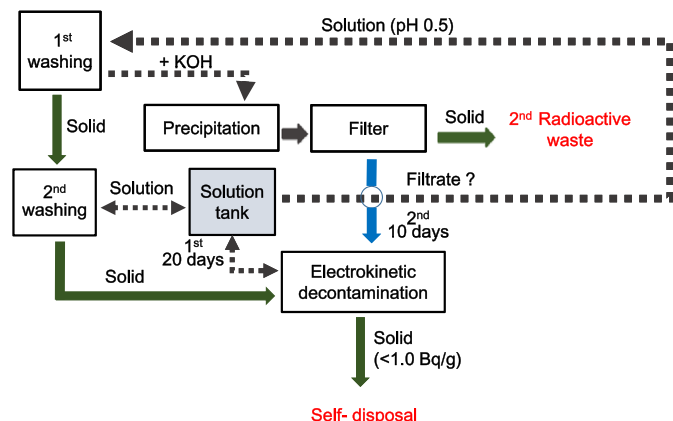 Solution (pH 0.5)
1st
washing
+ KOH
Solid
Precipitation
Filter
Solid
2nd Radioactive
waste
2nd
washing
Solution
Solution
tank
Filtrate ?
1st
20 days
2nd
10 days
Solid
Electrokinetic
decontamination
Solid
(<1.0 Bq/g)
Self- disposal